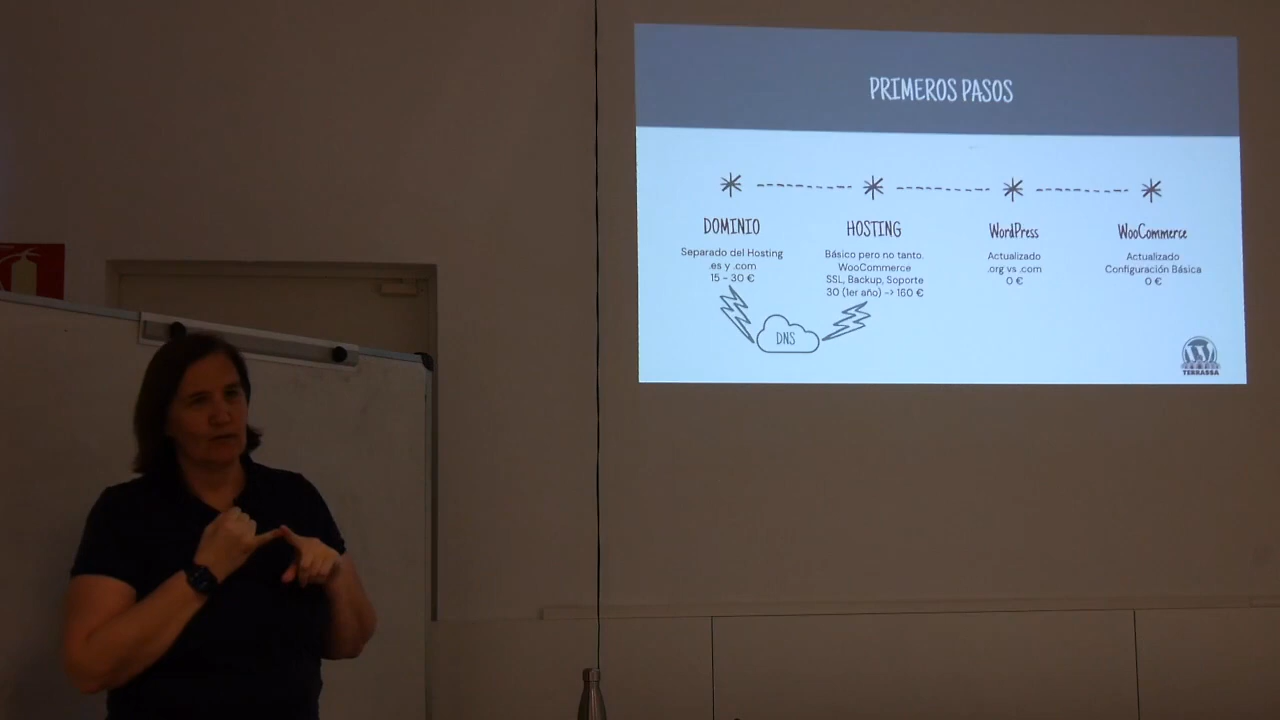 PRIMEROS PASOS
DOMINIO
Separado del Hosting
.es y .com
15 - 30 €
HOSTING
Básico pero no tanto.
WooCommerce
SSL, Backup, Soporte
30 (1er año) -> 160 €
WordPress
Actualizado
.org vs .com
0 €
WooCommerce
Actualizado
Configuración Básica
0 €
DNS
TERRASSA